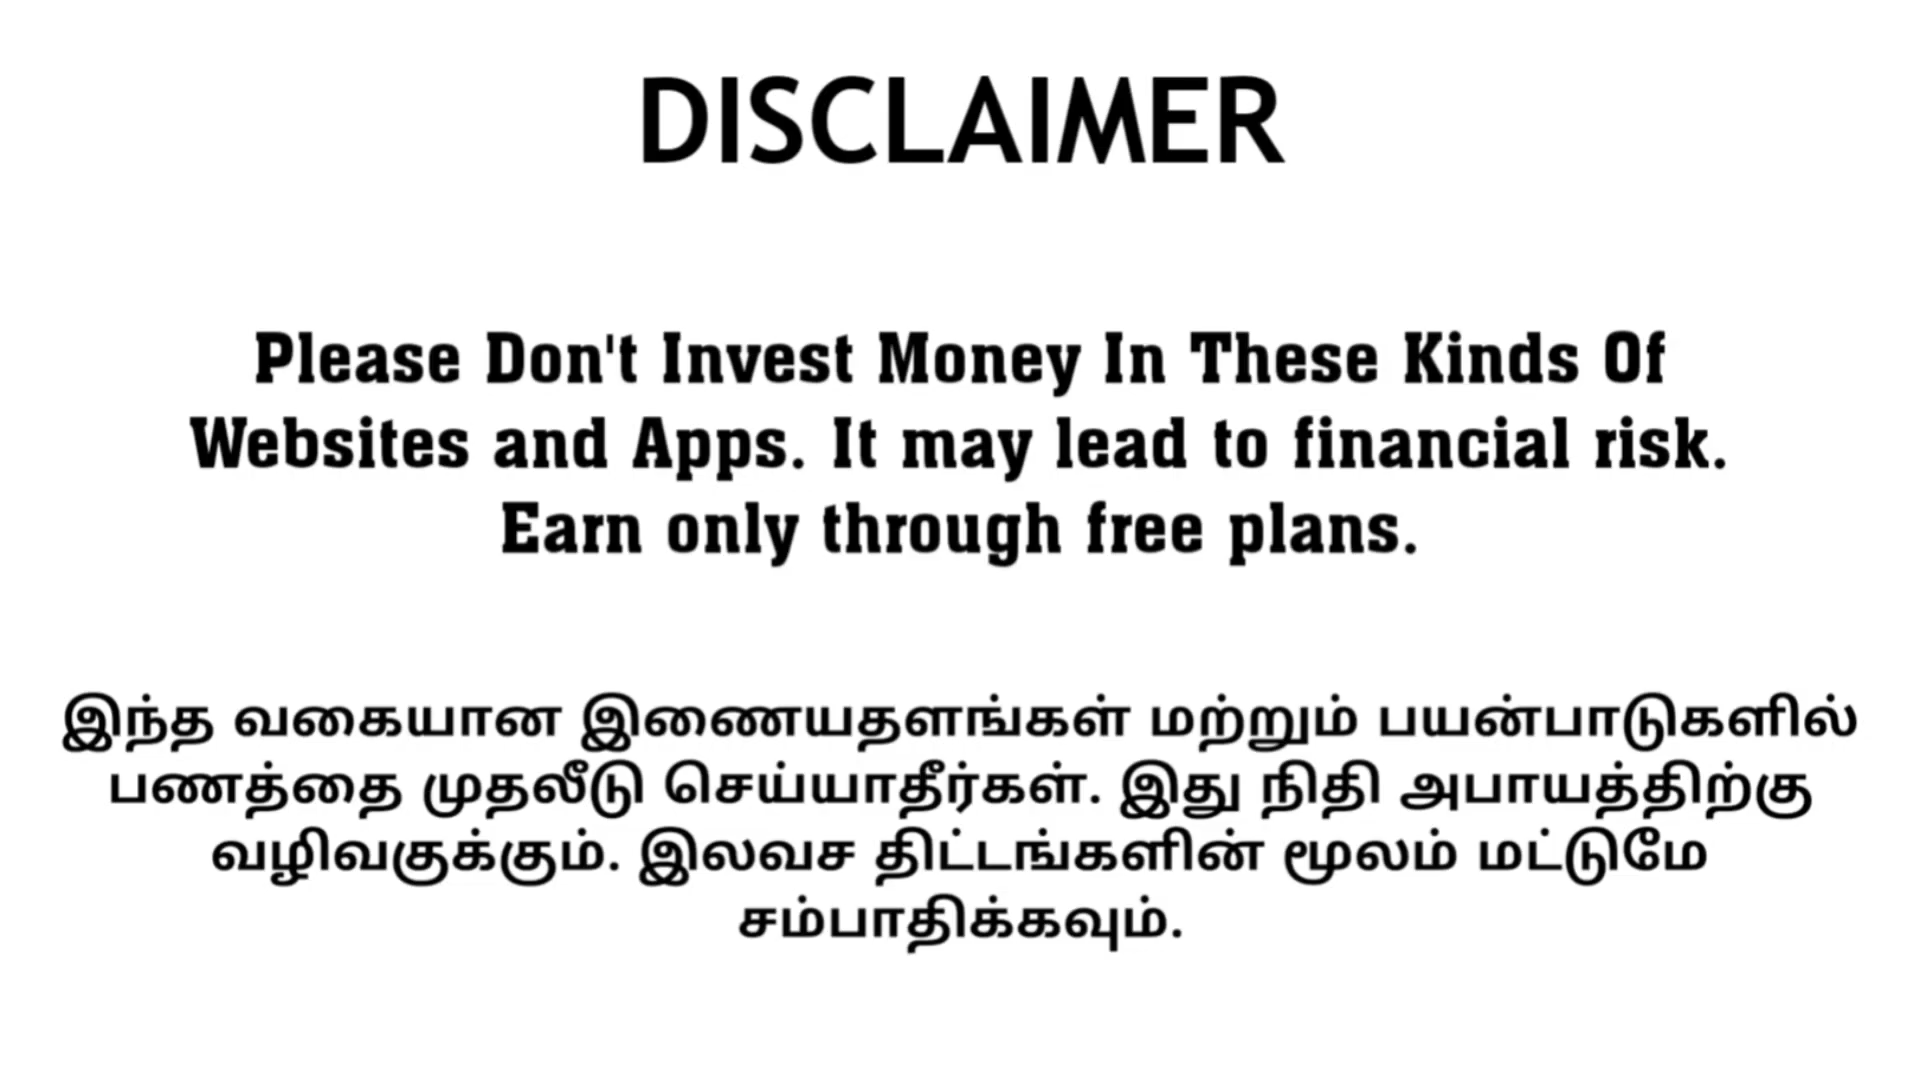 DISCLAIMER
Please Don't Invest Money In These Kinds Of
Websites and Apps. It may lead to financial risk.
Earn only through free plans.
இந்த வகையான இணையதளங்கள் மற்றும் பயன்பாடுகளில்
பணத்தை முதலீடு செய்யாதீர்கள். இது நிதி அபாயத்திற்கு
வழிவகுக்கும். இலவச திட்டங்களின் மூலம் மட்டுமே
சம்பாதிக்கவும்.